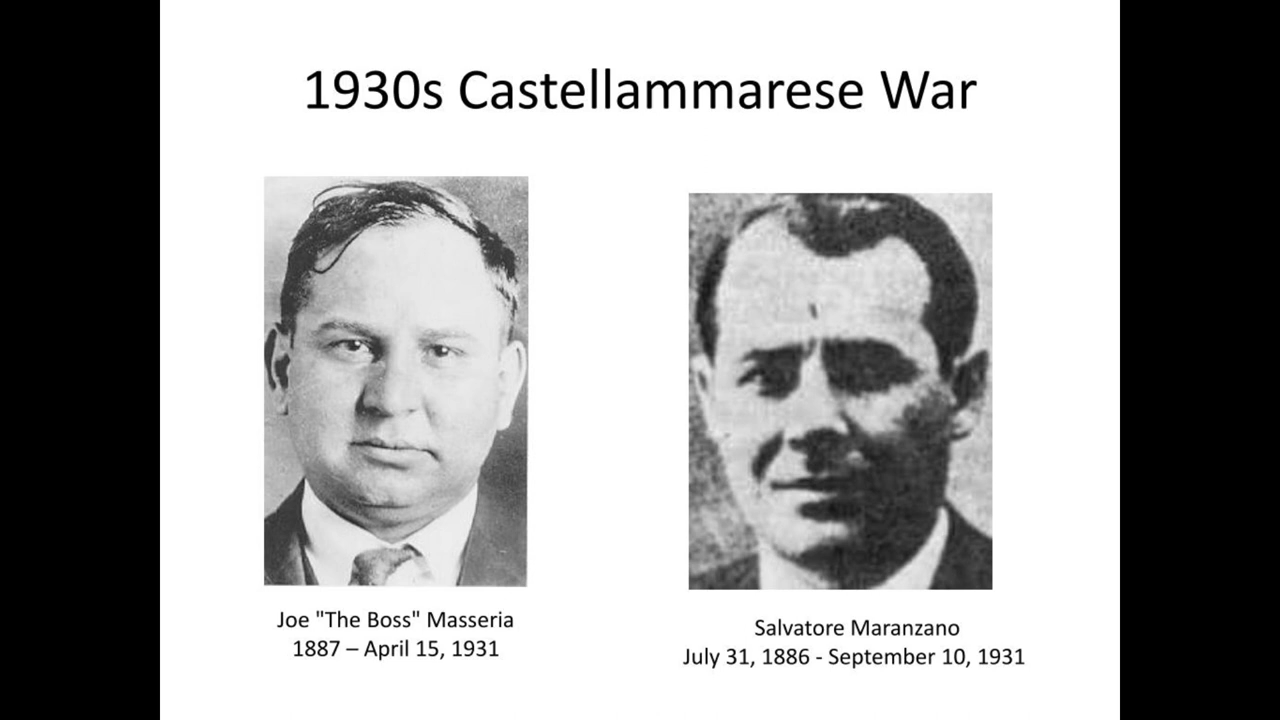 1930s Castellammarese War
Joe "The Boss" Masseria
1887 – April 15, 1931
Salvatore Maranzano
July 31, 1886 - September 10, 1931